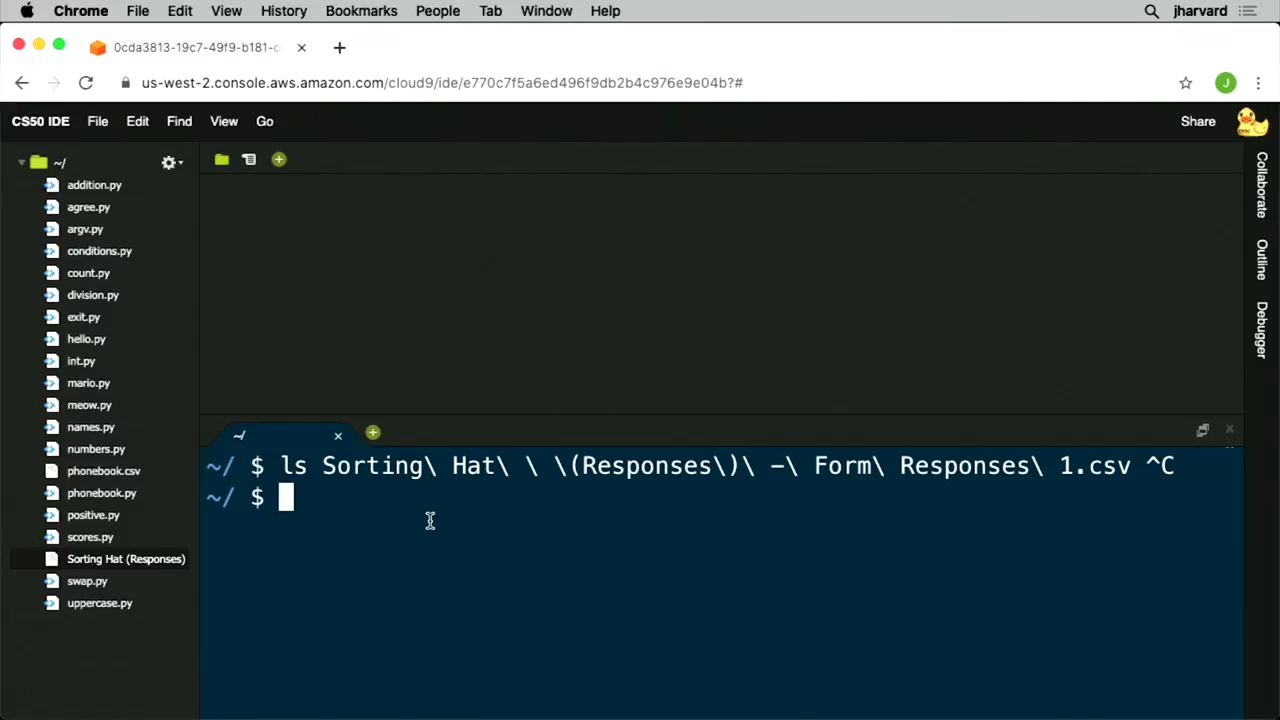 Chrome File Edit View History Bookmarks People Tab Window Help jharvard
0cda3813-19c7-49f9-b181-c
us-west-2.console.aws.amazon.com/cloud9/ide/e770c7f5a6ed496f9db2b4c976e9e04b?#
J
CS50 IDE File Edit Find View Go Share
~/
addition.py
agree.py
argv.py
conditions.py
count.py
division.py
exit.py
hello.py
int.py
mario.py
meow.py
names.py
numbers.py
phonebook.csv
phonebook.py
positive.py
scores.py
Sorting Hat (Responses)
swap.py
uppercase.py
~/
~/ $ ls Sorting\ Hat\ \ \(Responses\)\ -\ Form\ Responses\ 1.csv ^C
~/ $
Collaborate
Outline
Debugger